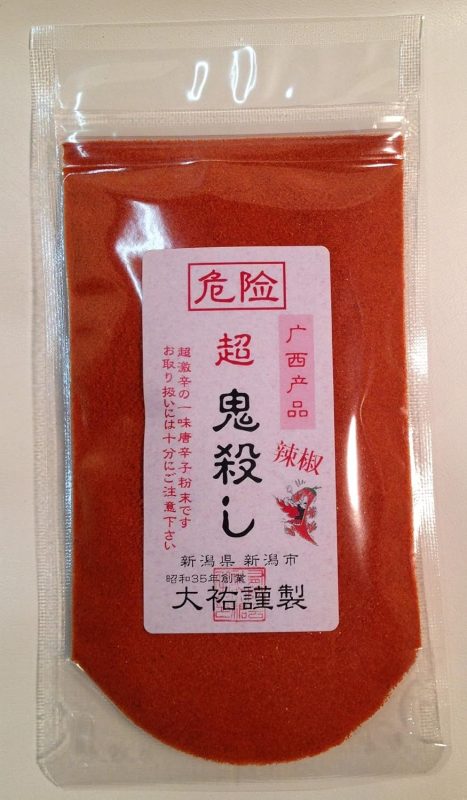 危险
广西产品
辣椒
超 鬼殺し
超激辛の一味唐辛子粉末です
お取り扱いには十分にご注意下さい
新潟県 新潟市
昭和35年創業
大祐謹製